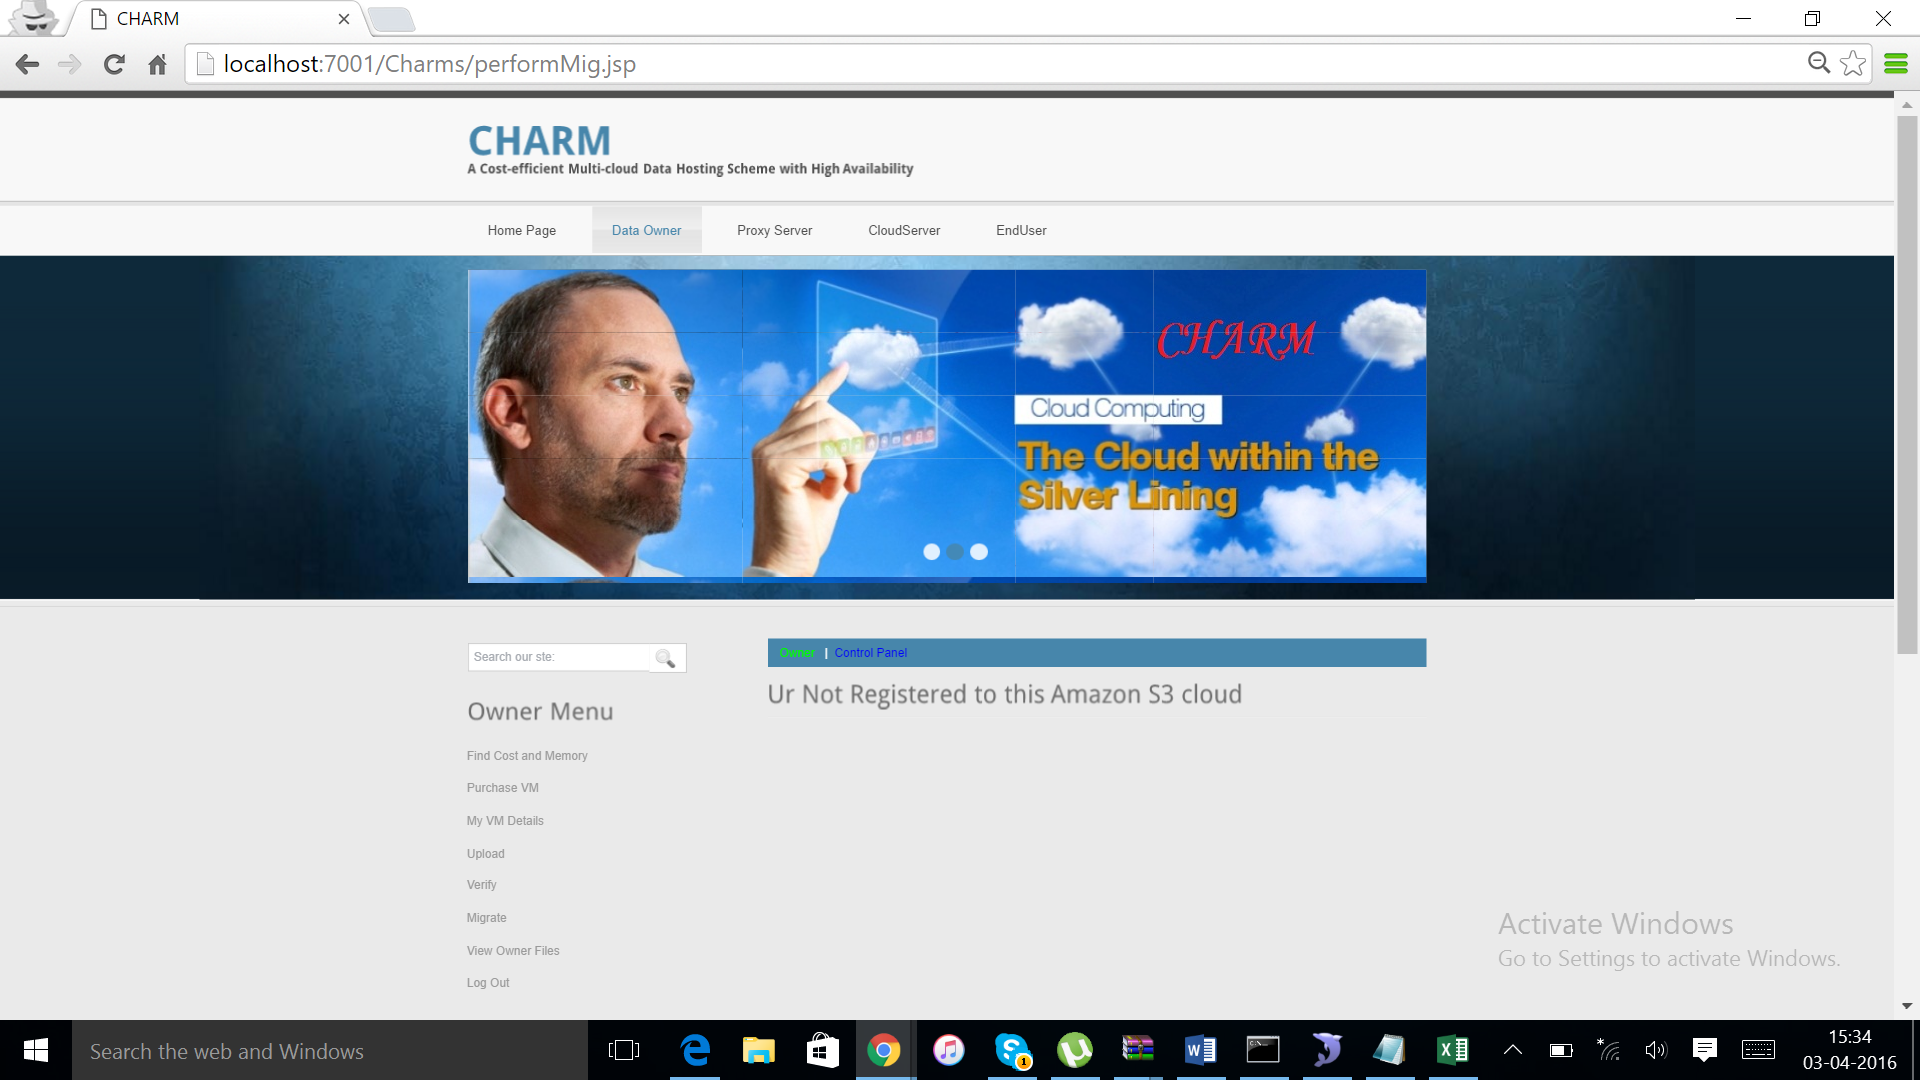 CHARM
localhost:7001/Charms/performMig.jsp
CHARM
A Cost-efficient Multi-cloud Data Hosting Scheme with High Availability
Home Page
Data Owner
Proxy Server
CloudServer
EndUser
CHARM
Cloud Computing
The Cloud within the
Silver Lining
Search our ste:
Owner | Control Panel
Ur Not Registered to this Amazon S3 cloud
Owner Menu
Find Cost and Memory
Purchase VM
My VM Details
Upload
Verify
Migrate
View Owner Files
Log Out
Activate Windows
Go to Settings to activate Windows.
Search the web and Windows
1
15:34
03-04-2016